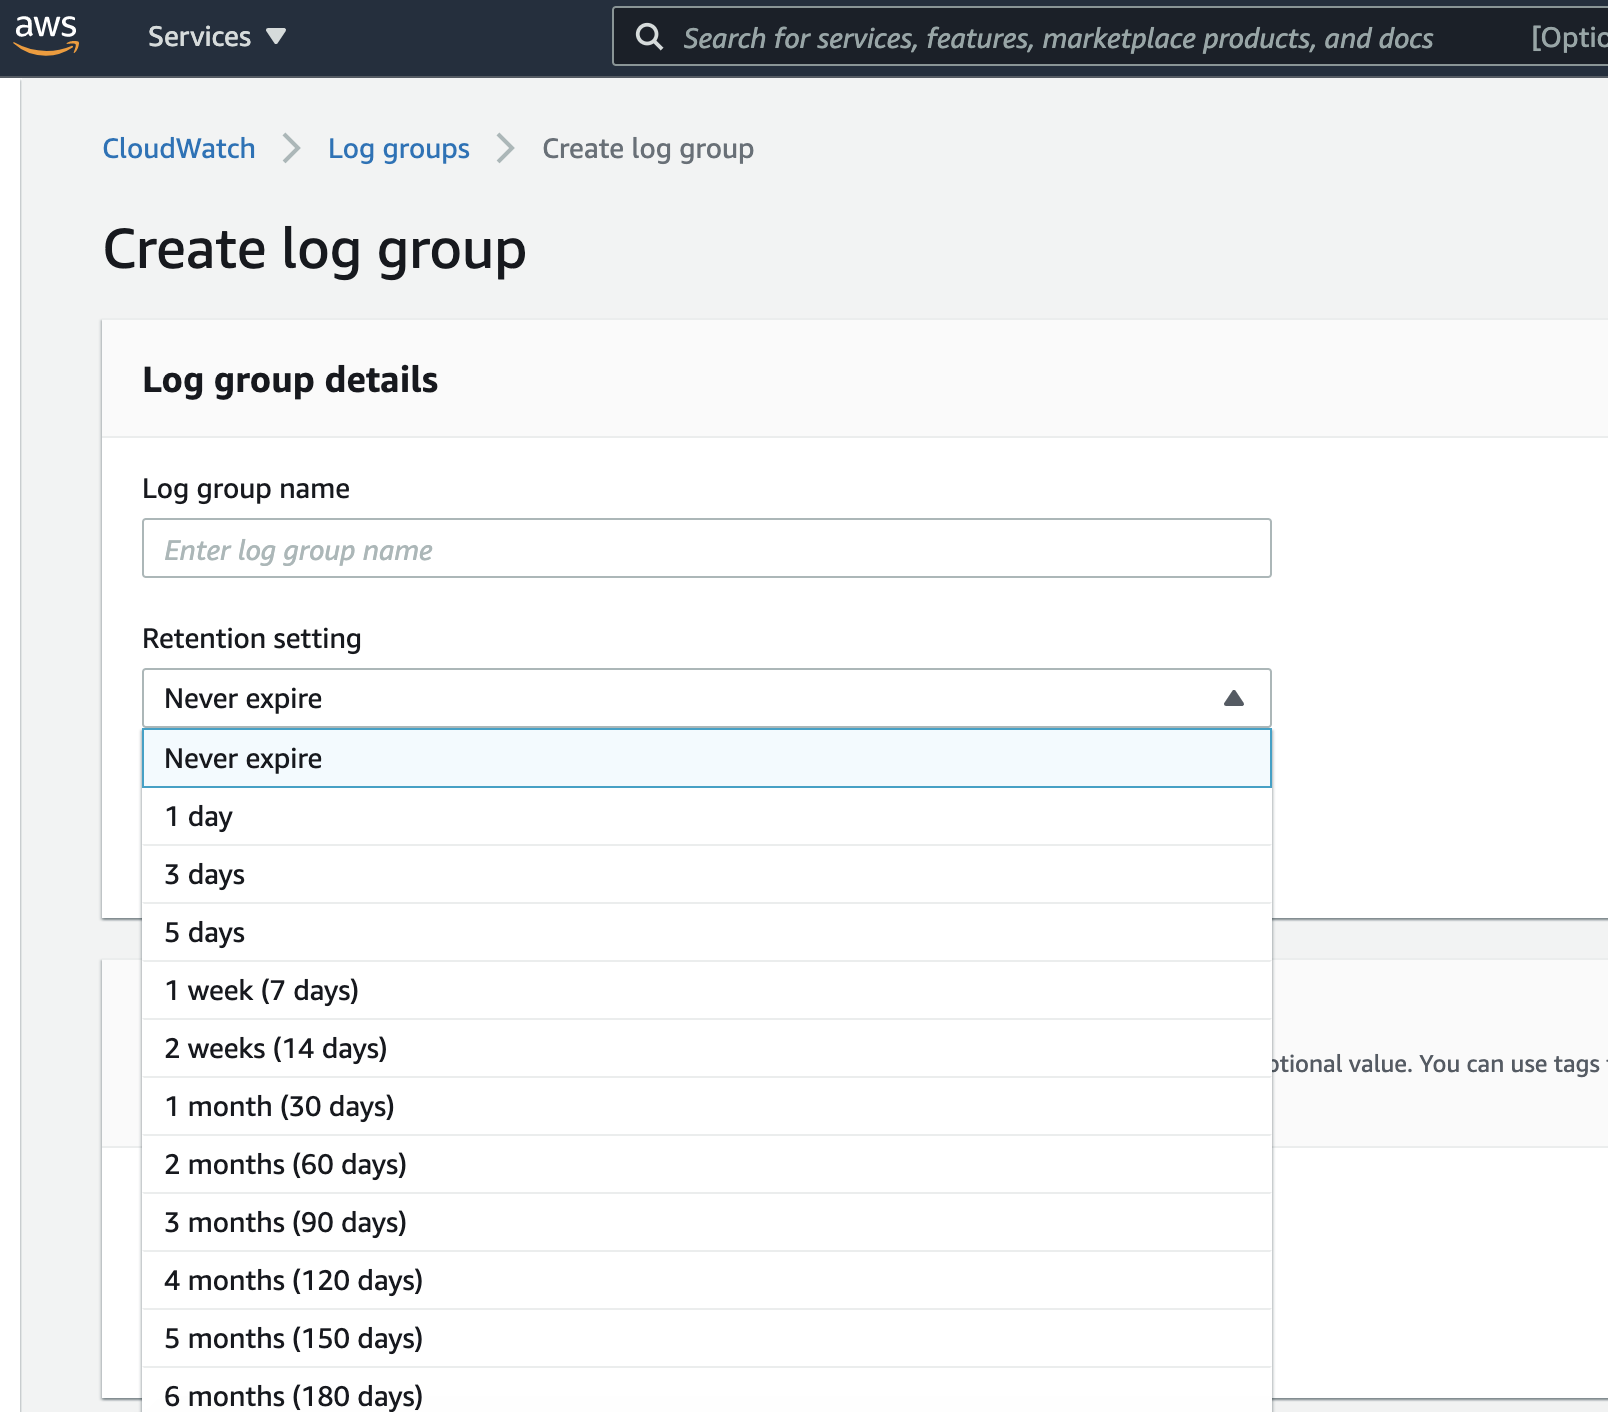 aws
Services
Search for services, features, marketplace products, and docs
[Optio
CloudWatch
Log groups
Create log group
Create log group
Log group details
Log group name
Enter log group name
Retention setting
Never expire
Never expire
1 day
3 days
5 days
1 week (7 days)
2 weeks (14 days)
ptional value. You can use tags
1 month (30 days)
2 months (60 days)
3 months (90 days)
4 months (120 days)
5 months (150 days)
6 months (180 days)